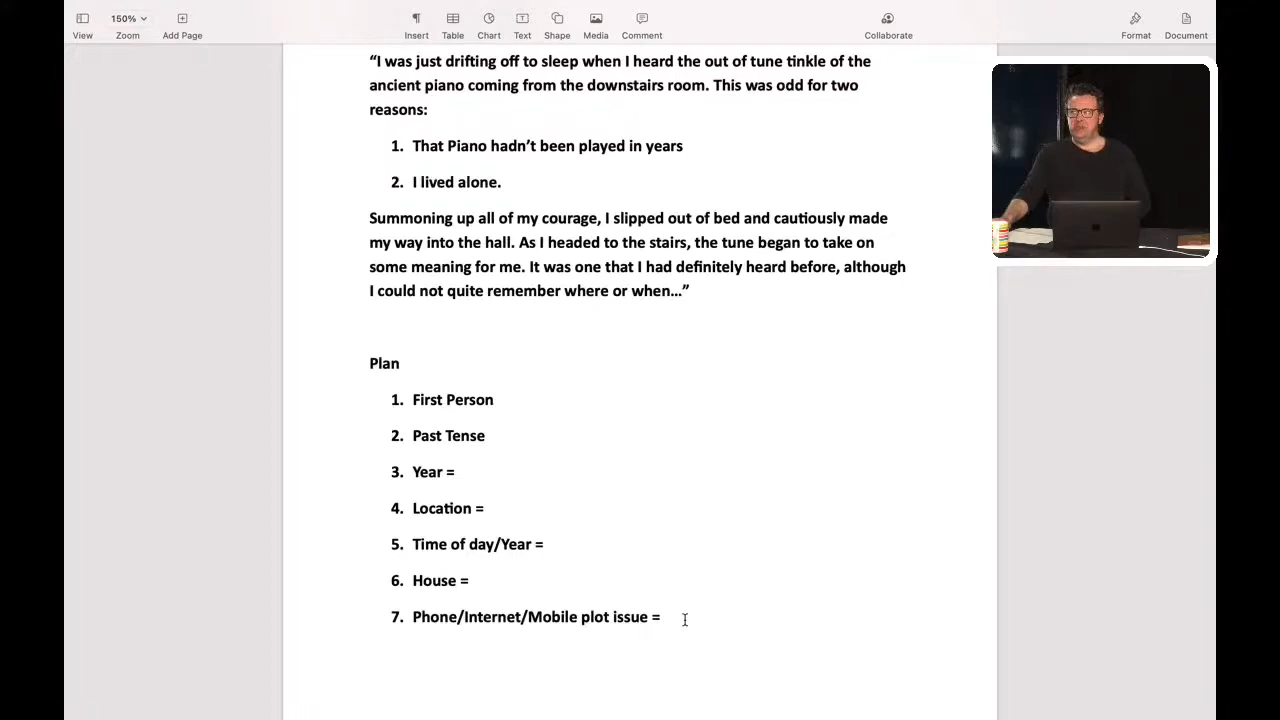 150%
View
Zoom
Add Page
Insert
Table
Chart
Text
Shape
Media
Comment
Collaborate
Format
Document
“I was just drifting off to sleep when I heard the out of tune tinkle of the
ancient piano coming from the downstairs room. This was odd for two
reasons:
1. That Piano hadn’t been played in years
2. I lived alone.
Summoning up all of my courage, I slipped out of bed and cautiously made
my way into the hall. As I headed to the stairs, the tune began to take on
some meaning for me. It was one that I had definitely heard before, although
I could not quite remember where or when…”
Plan
1. First Person
2. Past Tense
3. Year =
4. Location =
5. Time of day/Year =
6. House =
7. Phone/Internet/Mobile plot issue =